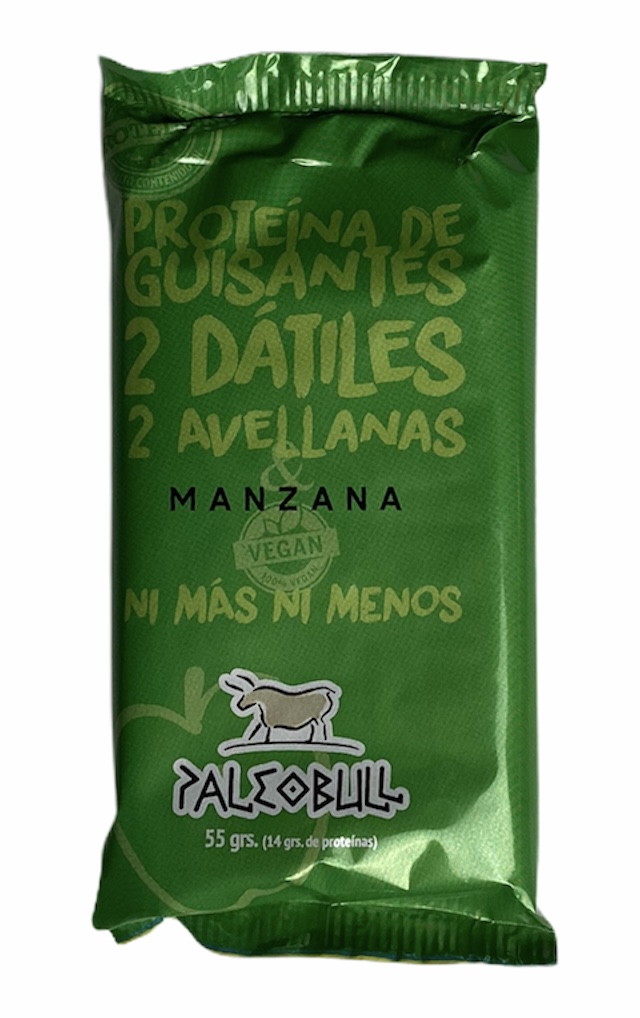 PROTEÍNA DE
GUISANTES
2 DÁTILES
2 AVELLANAS
&
MANZANA
VEGAN
100% VEGAN
NI MÁS NI MENOS
PALEOBULL
55 grs. (14 grs. de proteínas)